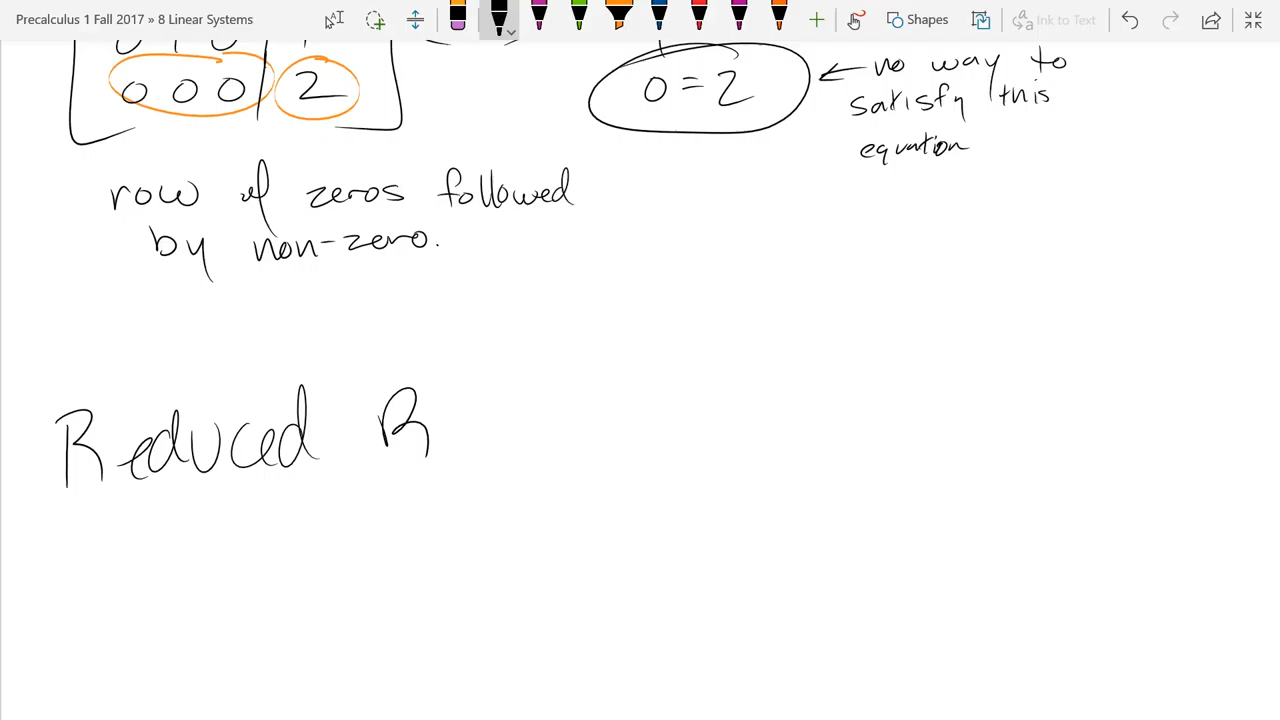 Precalculus 1 Fall 2017 » 8 Linear Systems
Shapes
Ink to Text
0 0 0 | 2
0 = 2
← no way to
satisfy this
equation
row of zeros followed
by non-zero.
Reduced R